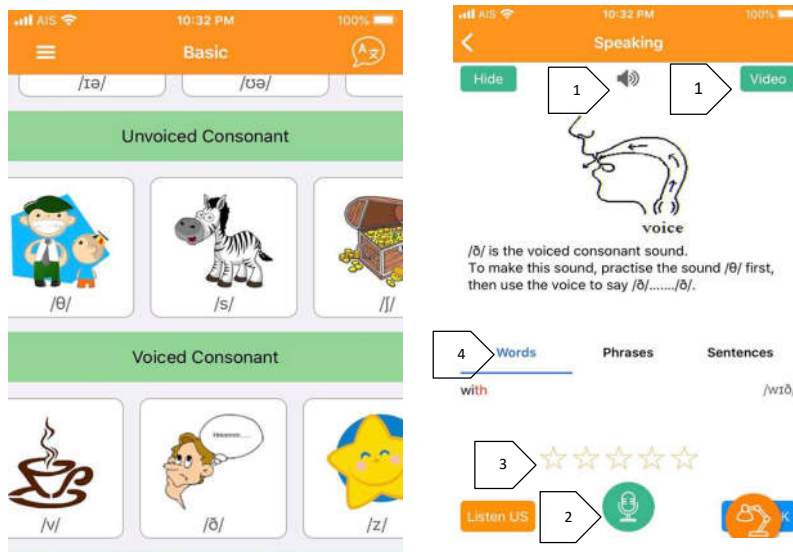 AIS 10:32 PM 100%
Basic
/ɪə/ /ʊə/
Unvoiced Consonant
/θ/ /s/ /ʃ/
Voiced Consonant
Hmmmm......
/v/ /ð/ /z/
AIS 10:32 PM 100%
Speaking
Hide 1 1 Video
voice
/ð/ is the voiced consonant sound.
To make this sound, practise the sound /θ/ first,
then use the voice to say /ð/......./ð/.
4 Words Phrases Sentences
with /wɪð/
3
Listen US 2 K